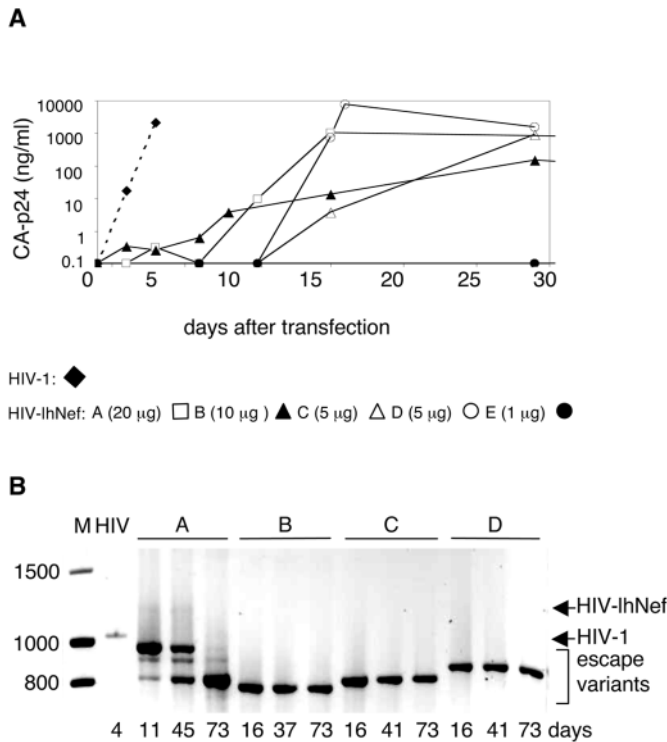 A
10000
1000
100
10
1
0.1
CA-p24 (ng/ml)
0 5 10 15 20 25 30
days after transfection
HIV-1:
HIV-lhNef: A (20 µg) B (10 µg ) C (5 µg) D (5 µg) E (1 µg)
B
M HIV A B C D
1500
1000
800
HIV-lhNef
HIV-1
escape
variants
4 11 45 73 16 37 73 16 41 73 16 41 73 days